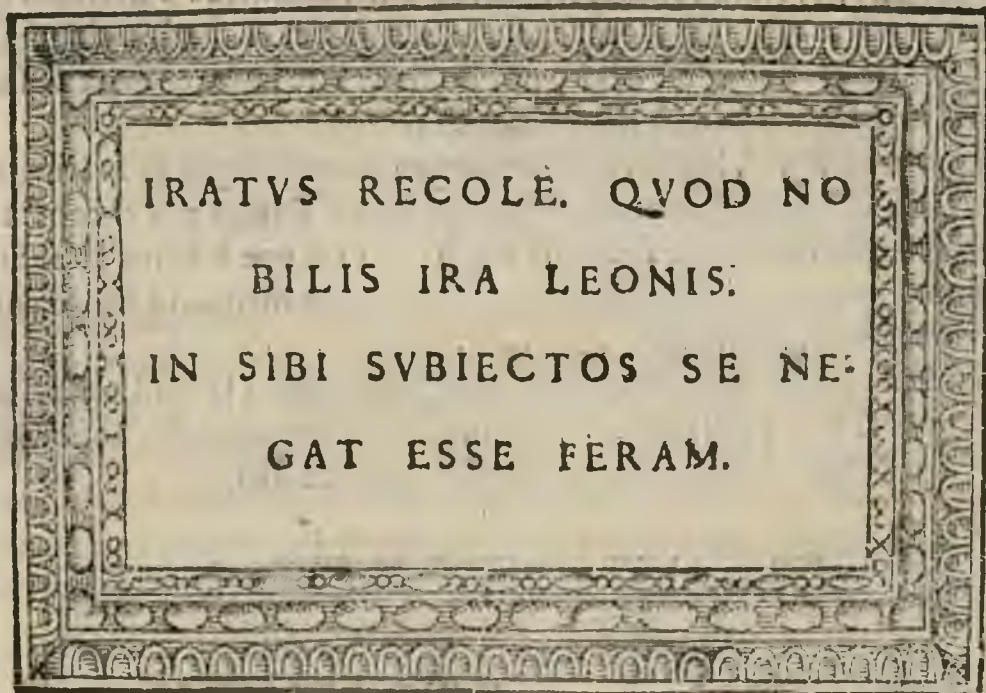 IRATVS RECOLE. QVOD NO
BILIS IRA LEONIS.
IN SIBI SVBIECTOS SE NE-
GAT ESSE FERAM.